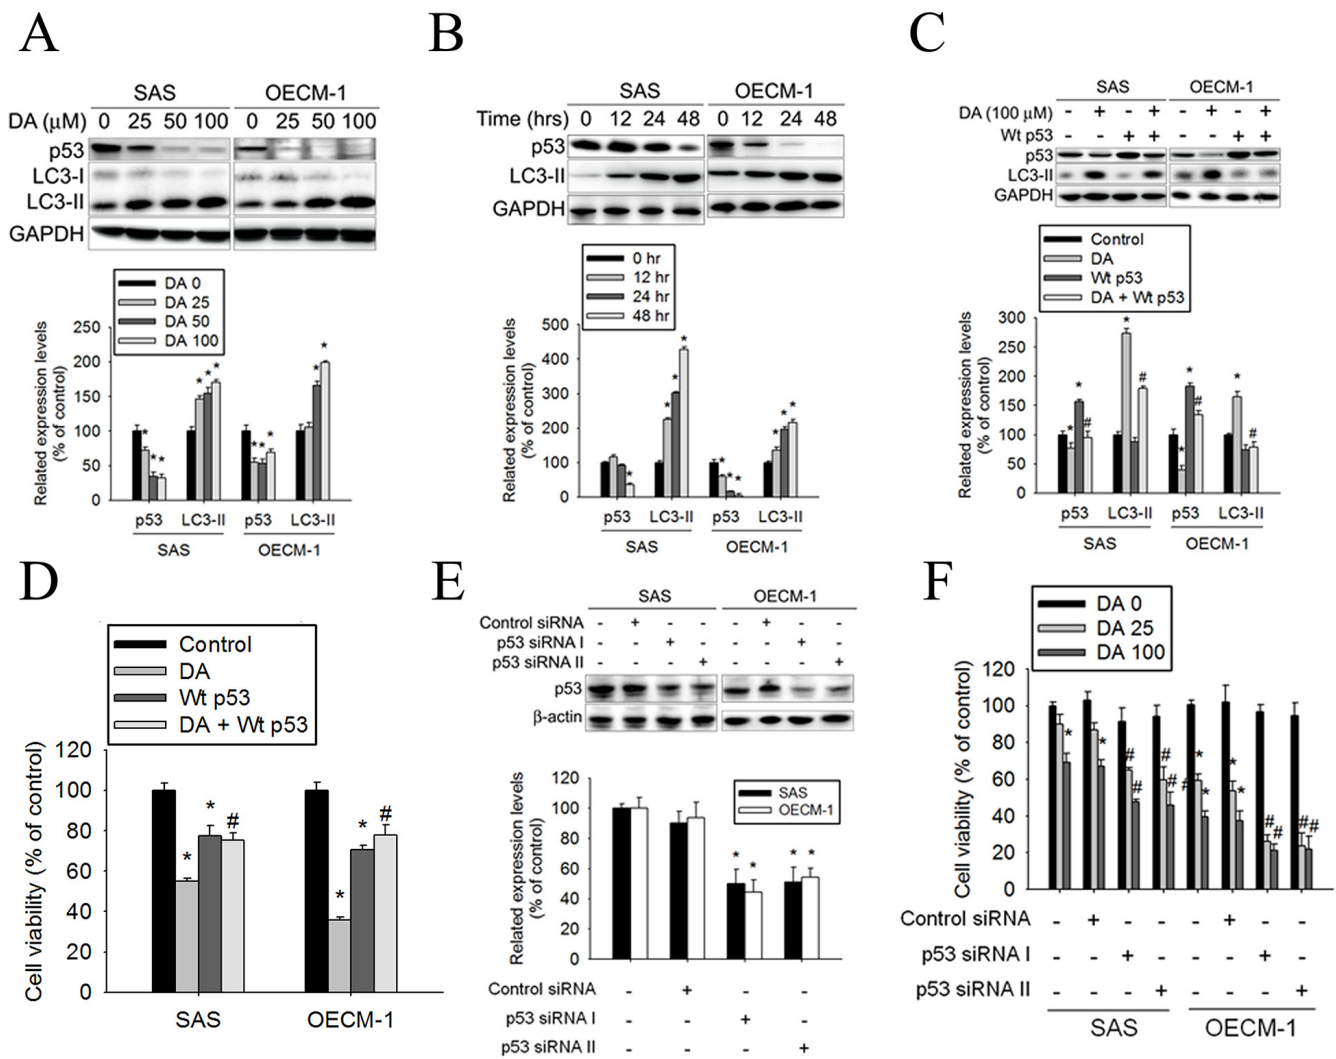 A
SAS OECM-1
DA (μM) 0 25 50 100 0 25 50 100
p53
LC3-I
LC3-II
GAPDH
DA 0
DA 25
DA 50
DA 100
Related expression levels
(% of control)
250
200
150
100
50
0
* * * * * * * * * * *
p53 LC3-II p53 LC3-II
SAS OECM-1
B
SAS OECM-1
Time (hrs) 0 12 24 48 0 12 24 48
p53
LC3-II
GAPDH
0 hr
12 hr
24 hr
48 hr
Related expression levels
(% of control)
500
400
300
200
100
0
* * * * * * * * * *
p53 LC3-II p53 LC3-II
SAS OECM-1
C
SAS OECM-1
DA (100 μM) - + - + - + - +
Wt p53 - - + + - - + +
p53
LC3-II
GAPDH
Control
DA
Wt p53
DA + Wt p53
Related expression levels
(% of control)
300
250
200
150
100
50
0
* * # * # * * # * #
p53 LC3-II p53 LC3-II
SAS OECM-1
D
Control
DA
Wt p53
DA + Wt p53
Cell viability (% of control)
120
100
80
60
40
20
0
* * # * * #
SAS OECM-1
E
SAS OECM-1
Control siRNA - + - - - + - -
p53 siRNA I - - + - - - + -
p53 siRNA II - - - + - - - +
p53
β-actin
SAS
OECM-1
Related expression levels
(% of control)
120
100
80
60
40
20
0
* * * *
Control siRNA - + - -
p53 siRNA I - - + -
p53 siRNA II - - - +
F
DA 0
DA 25
DA 100
Cell viability (% of control)
120
100
80
60
40
20
0
* * # # # # # * * * * # # # #
Control siRNA - + - - - + - -
p53 siRNA I - - + - - - + -
p53 siRNA II - - - + - - - +
SAS OECM-1